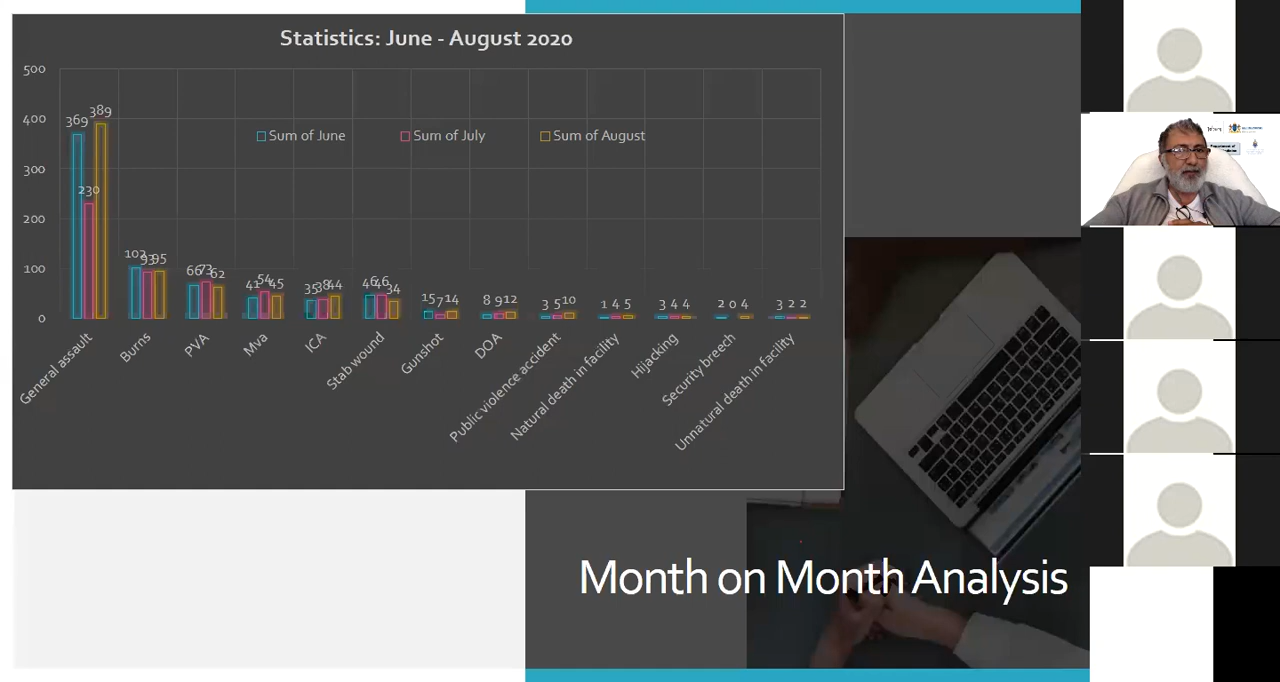 Statistics: June - August 2020
500
400
300
200
100
0
Sum of June
Sum of July
Sum of August
369
230
389
102
93
95
66
73
62
41
54
45
35
38
44
46
46
34
15 7 14
8 9 12
3 5 10
1 4 5
3 4 4
2 0 4
3 2 2
General assault
Burns
PVA
Mva
ICA
Stab wound
Gunshot
DOA
Public violence accident
Natural death in facility
Hijacking
Security breech
Unnatural death in facility
Month on Month Analysis